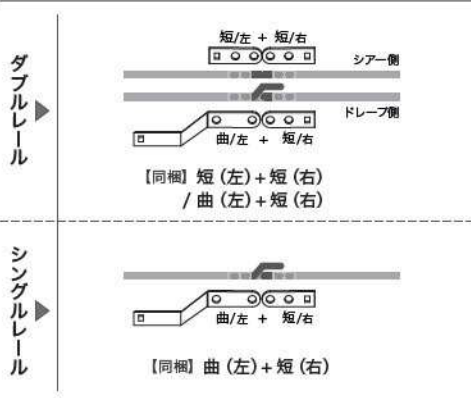 ダブルレール
短/左 + 短/右
シアー側
ドレープ側
曲/左 + 短/右
【同梱】短（左）+ 短（右）
/ 曲（左）+ 短（右）
シングルレール
曲/左 + 短/右
【同梱】曲（左）+ 短（右）